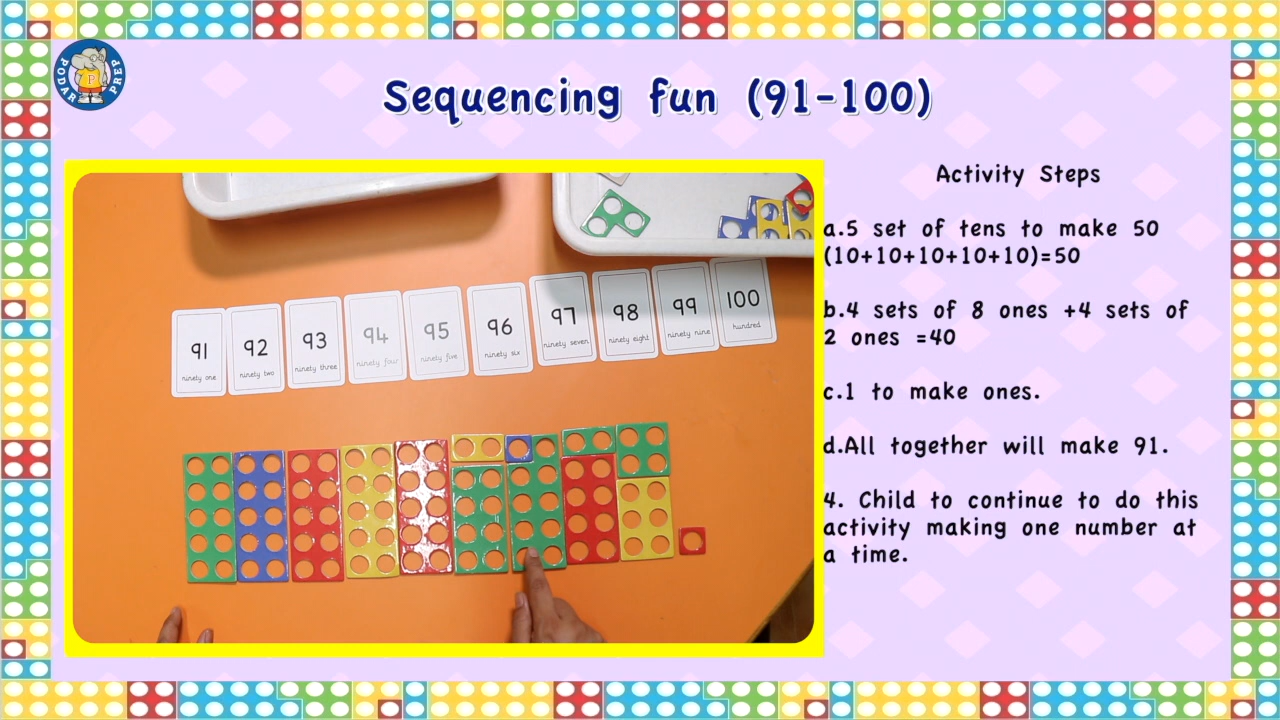 PODAR PREP
P
Sequencing fun (91-100)
Activity Steps
a.5 set of tens to make 50
(10+10+10+10+10)=50
b.4 sets of 8 ones +4 sets of
2 ones =40
c.1 to make ones.
d.All together will make 91.
4. Child to continue to do this
activity making one number at
a time.
91 92 93 94 95 96 97 98 99 100
ninety one ninety two ninety three ninety four ninety five ninety six ninety seven ninety eight ninety nine hundred